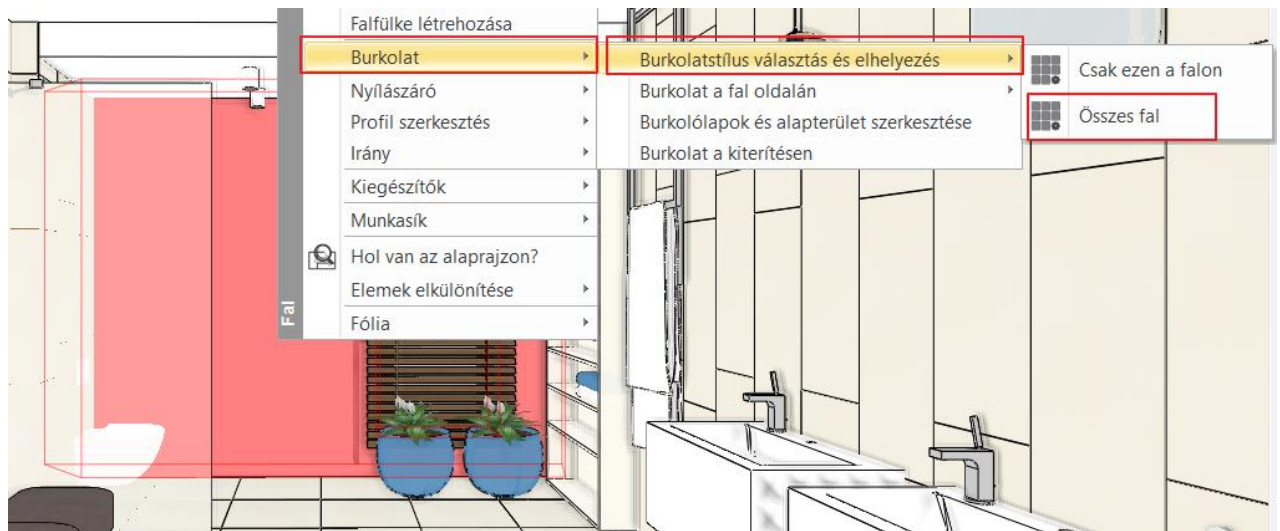 Falfülke létrehozása
Burkolat
Nyílászáró
Profil szerkesztés
Irány
Kiegészítők
Munkasík
Hol van az alaprajzon?
Elemek elkülönítése
Fólia
Fal
Burkolatstílus választás és elhelyezés
Burkolat a fal oldalán
Burkolólapok és alapterület szerkesztése
Burkolat a kiterítésen
Csak ezen a falon
Összes fal